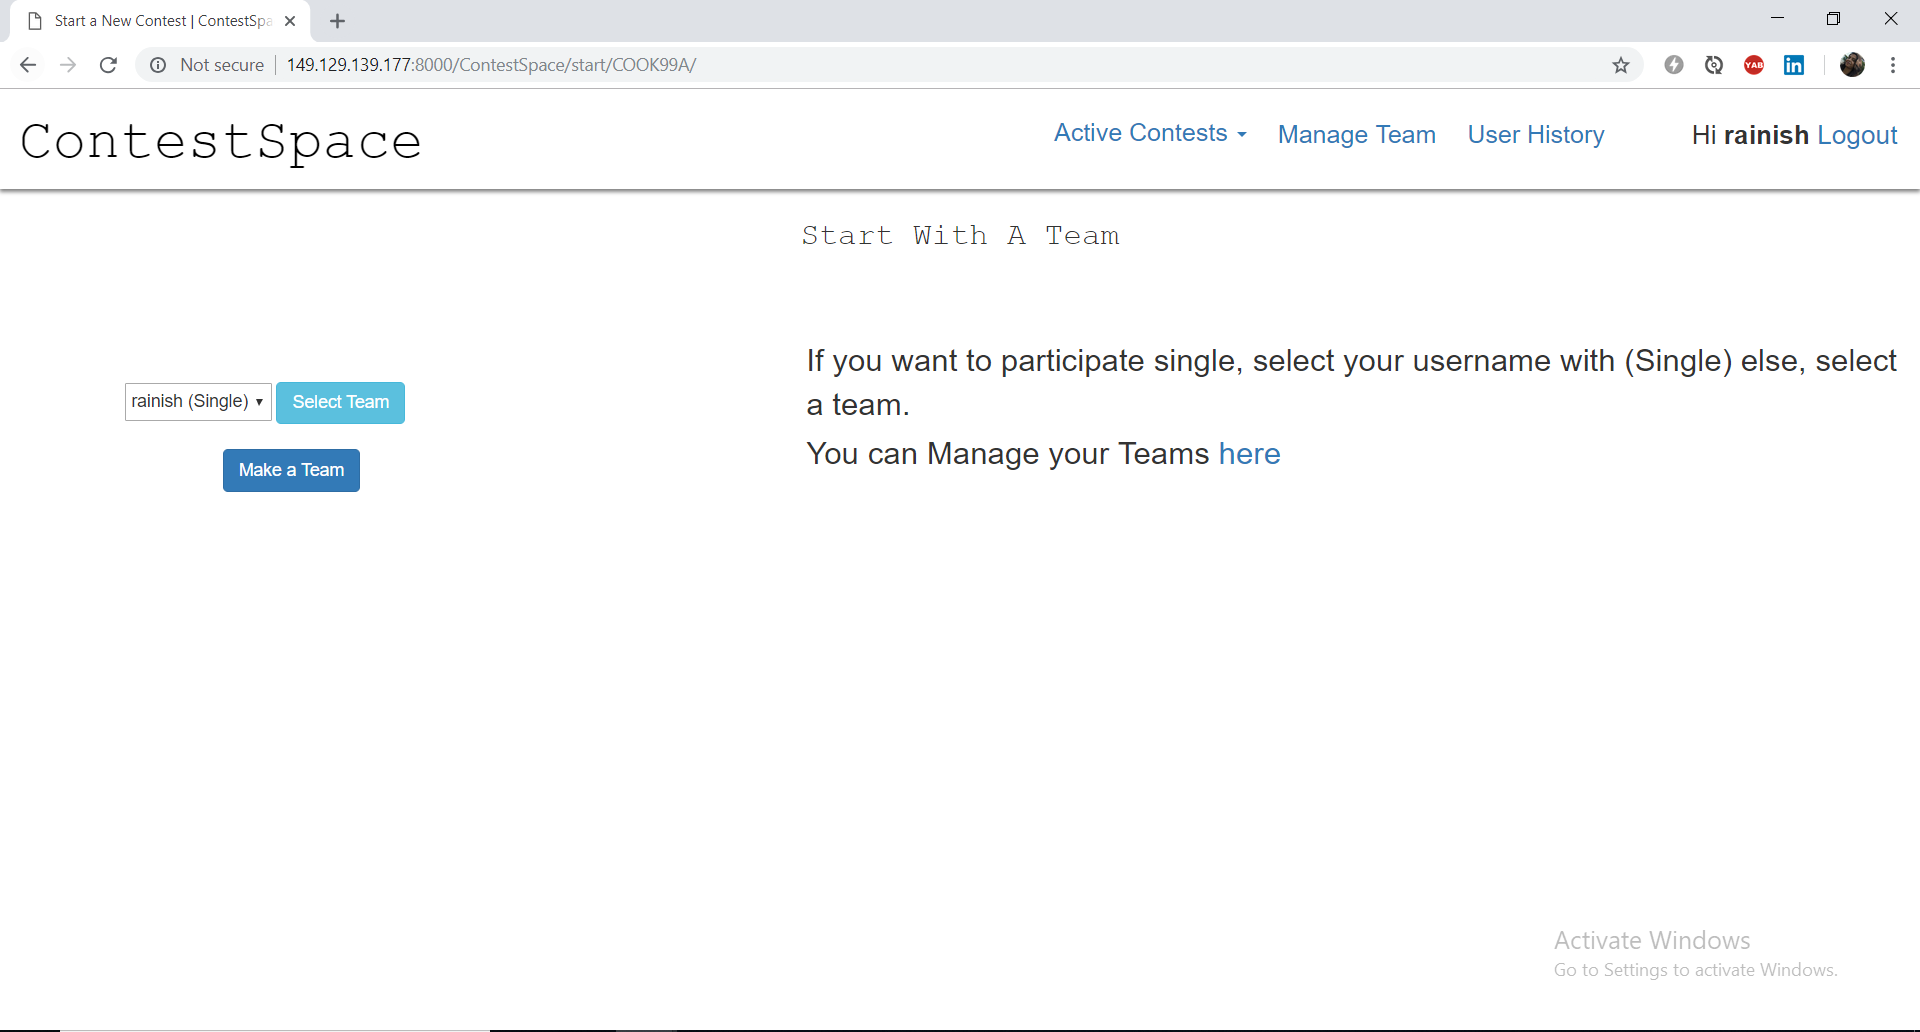 Start a New Contest | ContestSpa
Not secure
149.129.139.177:8000/ContestSpace/start/COOK99A/
YAB
in
ContestSpace
Active Contests
Manage Team
User History
Hi rainish Logout
Start With A Team
If you want to participate single, select your username with (Single) else, select
a team.
You can Manage your Teams here
rainish (Single)
Select Team
Make a Team
Activate Windows
Go to Settings to activate Windows.